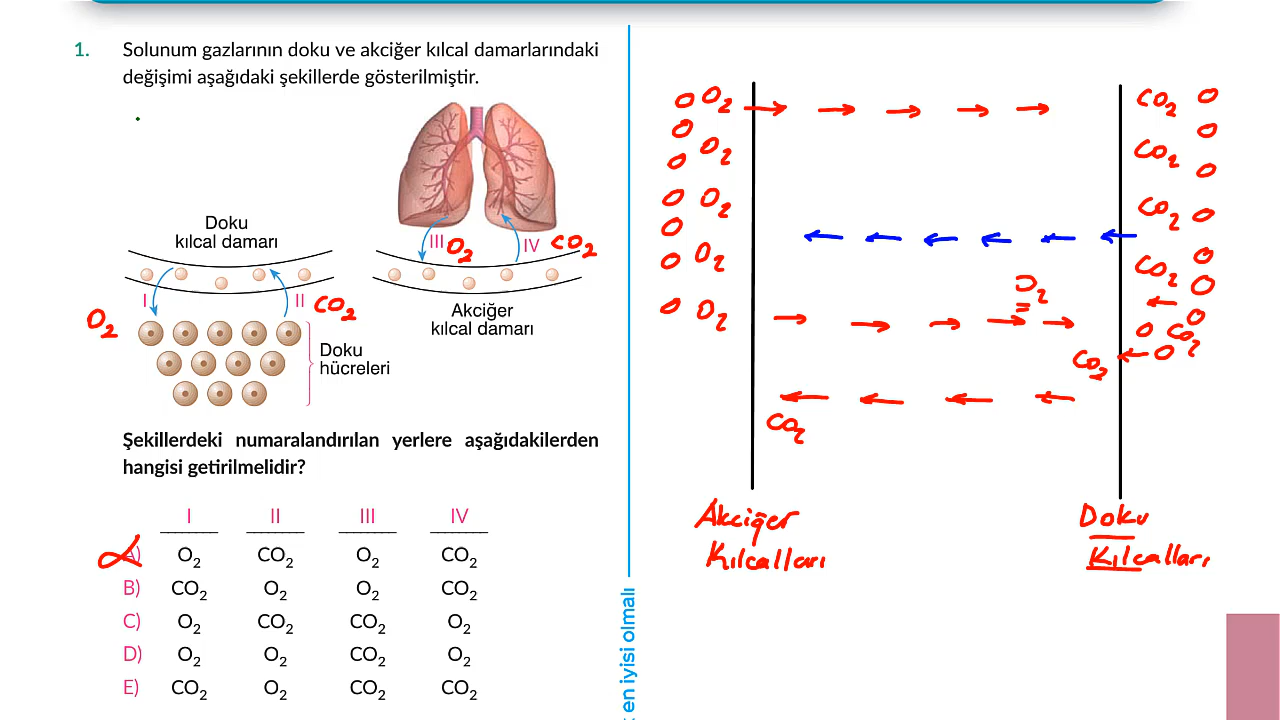 1. Solunum gazlarının doku ve akciğer kılcal damarlarındaki
değişimi aşağıdaki şekillerde gösterilmiştir.
Doku
kılcal damarı
III O₂
IV CO₂
I
II CO₂
O₂
Akciğer
kılcal damarı
Doku
hücreleri
Şekillerdeki numaralandırılan yerlere aşağıdakilerden
hangisi getirilmelidir?
I II III IV
A) O₂ CO₂ O₂ CO₂
B) CO₂ O₂ O₂ CO₂
C) O₂ CO₂ CO₂ O₂
D) O₂ O₂ CO₂ O₂
E) CO₂ O₂ CO₂ CO₂
en iyisi olmalı
O₂
O₂
O₂
O₂
O₂
CO₂
CO₂
CO₂
CO₂
O₂
CO₂
CO₂
CO₂
Akciğer
Kılcalları
Doku
Kılcalları